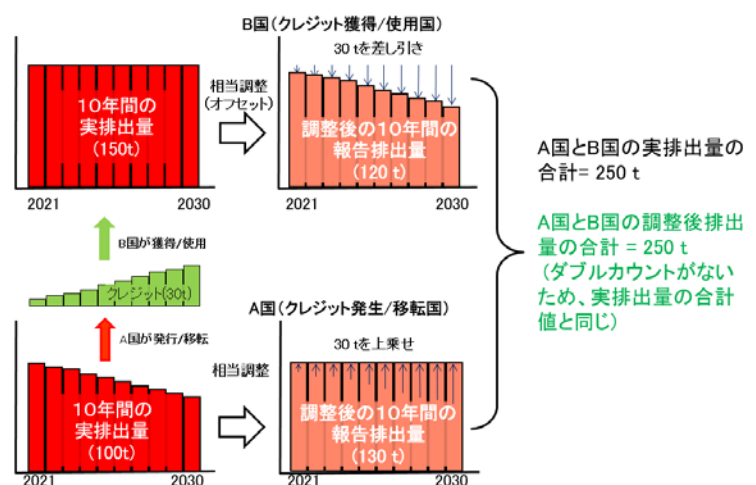 B国(クレジット獲得/使用国)
30 tを差し引き
10年間の
実排出量
(150t)
相当調整
(オフセット)
調整後の10年間の
報告排出量
(120 t)
2021
2030
2021
2030
B国が獲得/使用
クレジット(30t)
A国が発行/移転
A国(クレジット発生/移転国)
30 tを上乗せ
10年間の
実排出量
(100t)
相当調整
調整後の10年間の
報告排出量
(130 t)
2021
2030
2021
2030
A国とB国の実排出量の
合計= 250 t
A国とB国の調整後排出
量の合計 = 250 t
(ダブルカウントがない
ため、実排出量の合計
値と同じ)